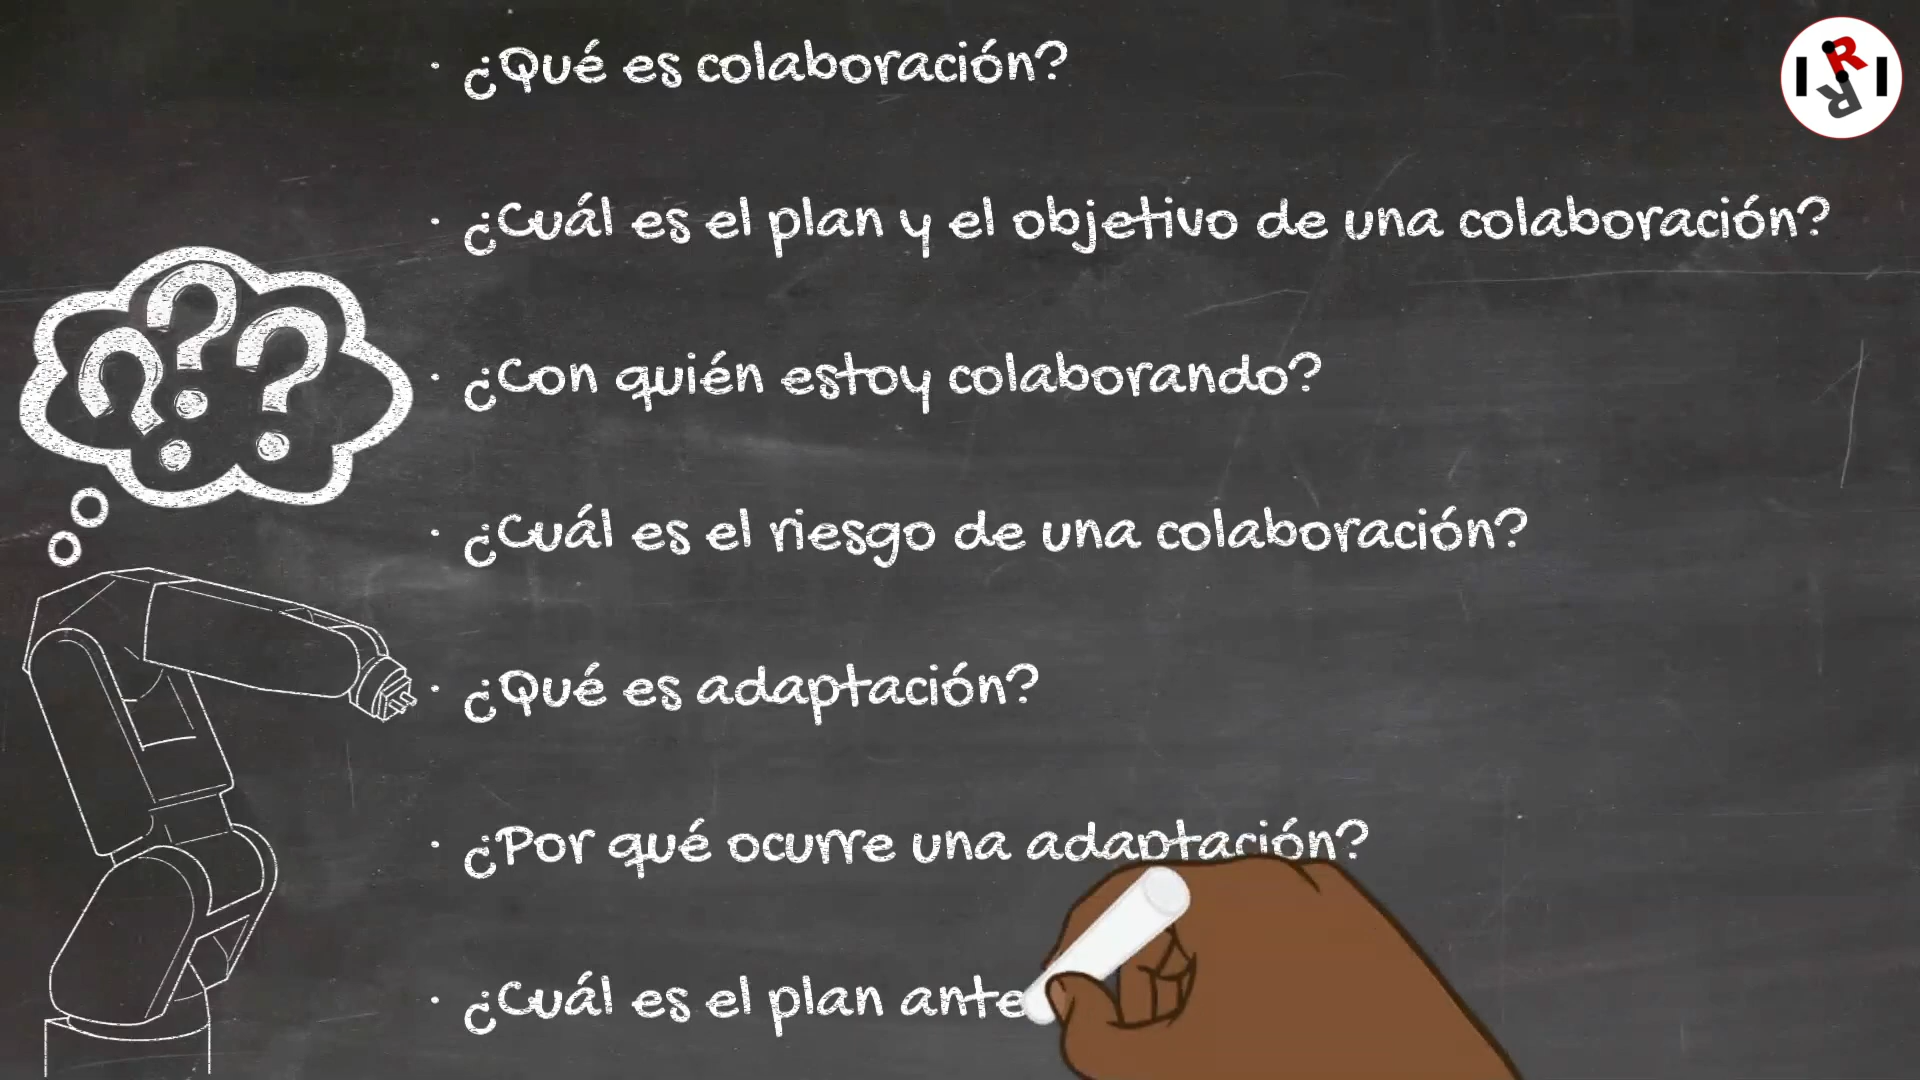 · ¿Qué es colaboración?
· ¿Cuál es el plan y el objetivo de una colaboración?
· ¿Con quién estoy colaborando?
· ¿Cuál es el riesgo de una colaboración?
· ¿Qué es adaptación?
· ¿Por qué ocurre una adaptación?
· ¿Cuál es el plan ante
IRI
R